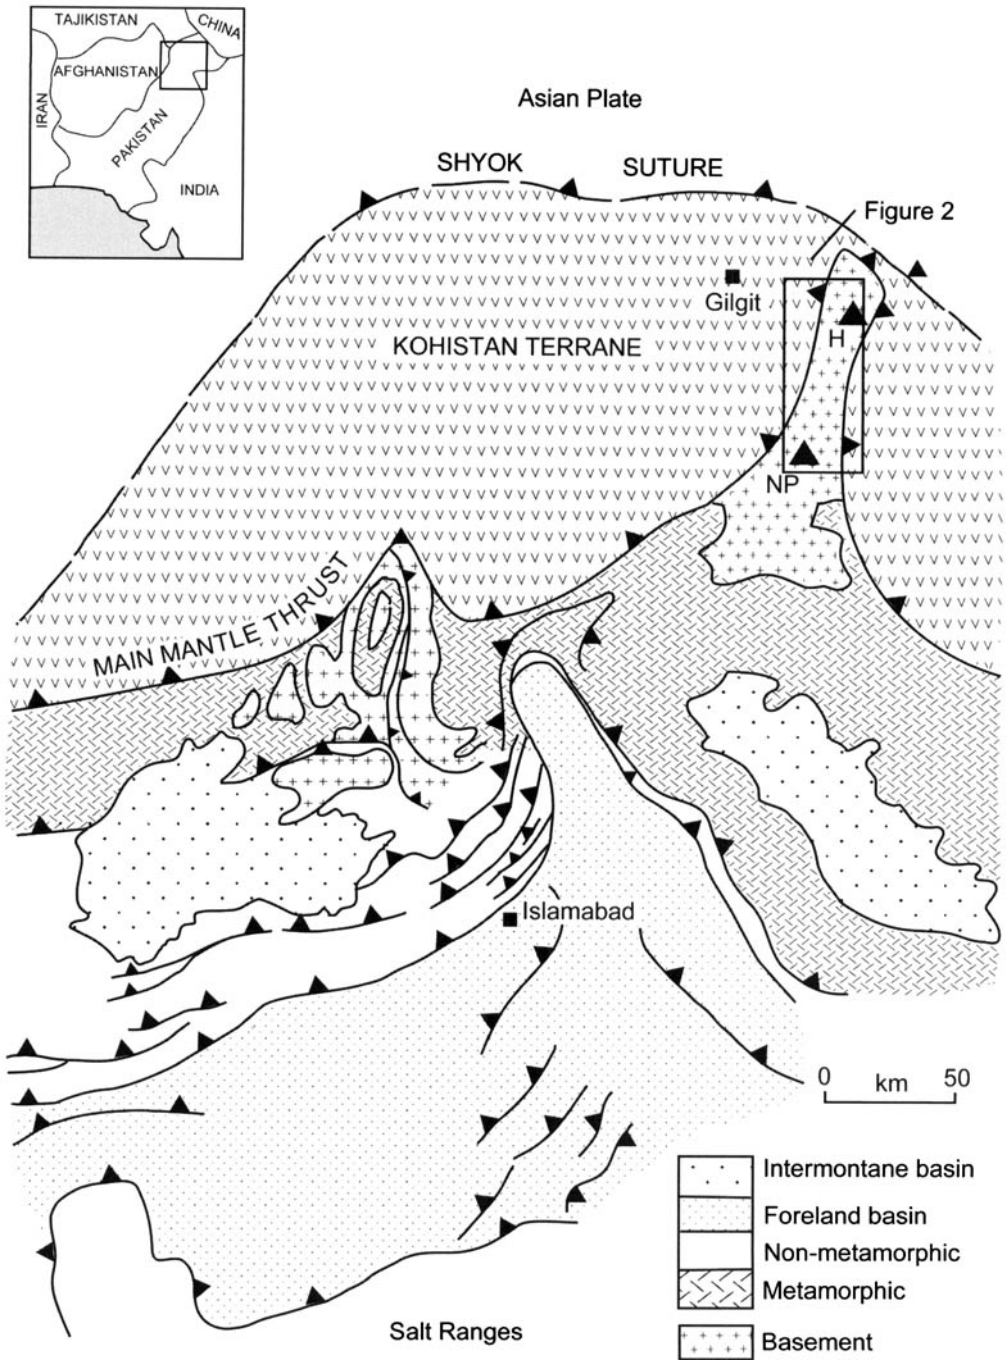 TAJIKISTAN
CHINA
AFGHANISTAN
IRAN
PAKISTAN
INDIA
Asian Plate
SHYOK SUTURE
Figure 2
Gilgit
H
KOHISTAN TERRANE
NP
MAIN MANTLE THRUST
Islamabad
0 km 50
Intermontane basin
Foreland basin
Non-metamorphic
Metamorphic
Basement
Salt Ranges